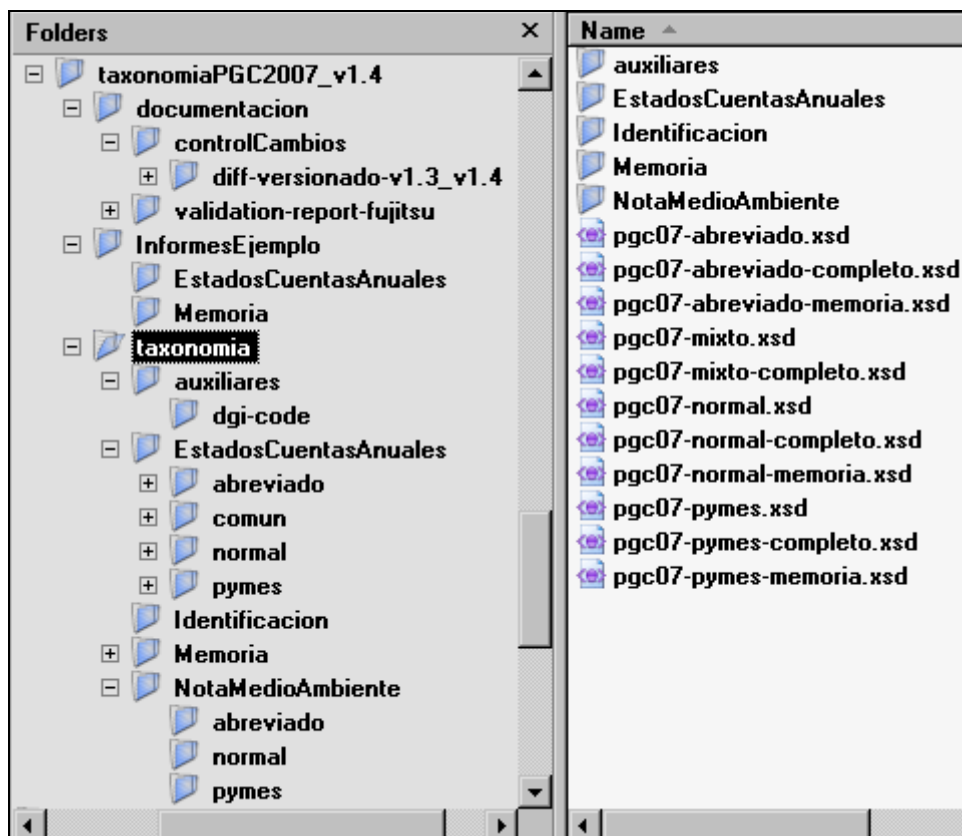 Folders
taxonomiaPGC2007_v1.4
documentacion
controlCambios
diff-versionado-v1.3_v1.4
validation-report-fujitsu
InformesEjemplo
EstadosCuentasAnuales
Memoria
taxonomia
auxiliares
dgi-code
EstadosCuentasAnuales
abreviado
comun
normal
pymes
Identificacion
Memoria
NotaMedioAmbiente
abreviado
normal
pymes
Name
auxiliares
EstadosCuentasAnuales
Identificacion
Memoria
NotaMedioAmbiente
pgc07-abreviado.xsd
pgc07-abreviado-completo.xsd
pgc07-abreviado-memoria.xsd
pgc07-mixto.xsd
pgc07-mixto-completo.xsd
pgc07-normal.xsd
pgc07-normal-completo.xsd
pgc07-normal-memoria.xsd
pgc07-pymes.xsd
pgc07-pymes-completo.xsd
pgc07-pymes-memoria.xsd